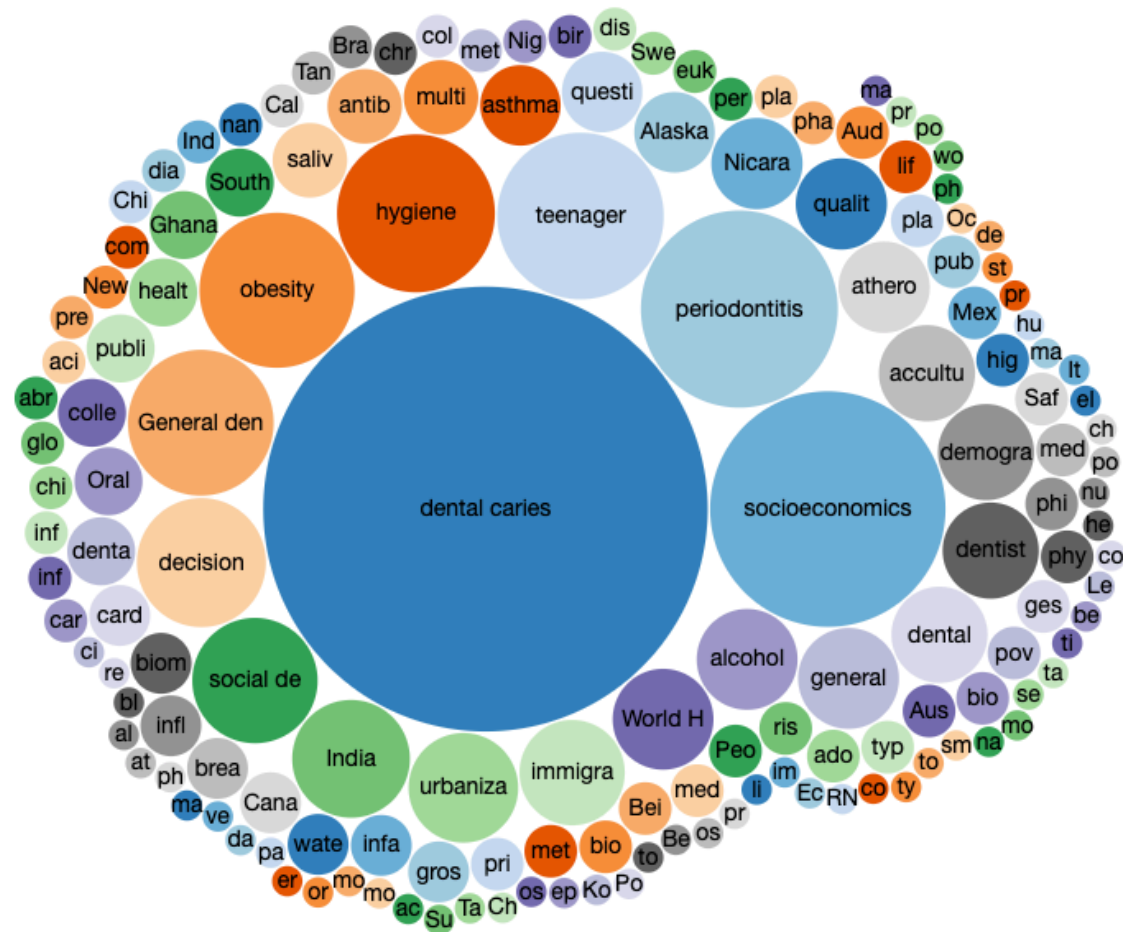 dis
col
Nig
bir
Bra
chr
met
Swe
Tan
euk
questi
ma
Cal
antib
multi
asthma
per
pla
pr
nan
pha
Aud
po
Ind
Alaska
saliv
Nicara
lif
wo
dia
South
ph
Chi
hygiene
teenager
qualit
Ghana
pla
Oc
de
com
pub
New
healt
obesity
athero
st
pre
periodontitis
Mex
pr
hu
publi
aci
hig
ma
It
abr
colle
accultu
Saf
el
General den
ch
glo
demogra
med
po
Oral
chi
phi
nu
dental caries
socioeconomics
he
inf
denta
decision
dentist
phy
co
inf
Le
car
card
ges
be
ci
dental
ti
re
biom
alcohol
pov
ta
social de
general
bl
bio
se
al
infl
World H
Aus
mo
ris
na
at
Peo
typ
sm
ph
brea
India
urbaniza
immigra
ado
to
im
ma
Cana
med
li
Ec
RN
co
ty
ve
Bei
pr
da
wate
infa
os
pa
met
bio
Be
gros
pri
to
er
or
mo
mo
os
ep
Ko
Po
ac
Su
Ta
Ch